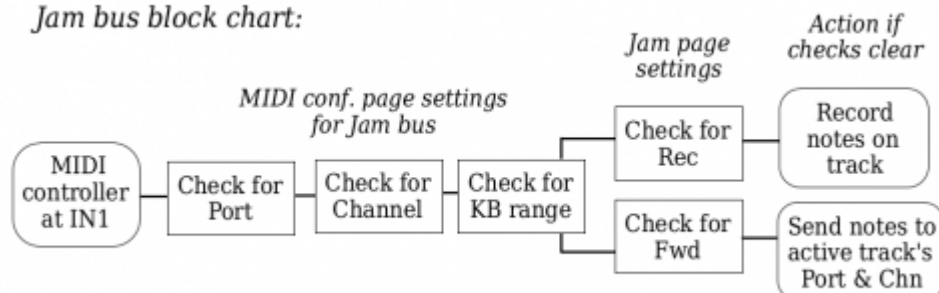 Jam bus block chart:
Action if
checks clear
Jam page
settings
MIDI conf. page settings
for Jam bus
MIDI
controller
at IN1
Check for
Port
Check for
Channel
Check for
KB range
Check for
Rec
Record
notes on
track
Check for
Fwd
Send notes to
active track's
Port & Chn